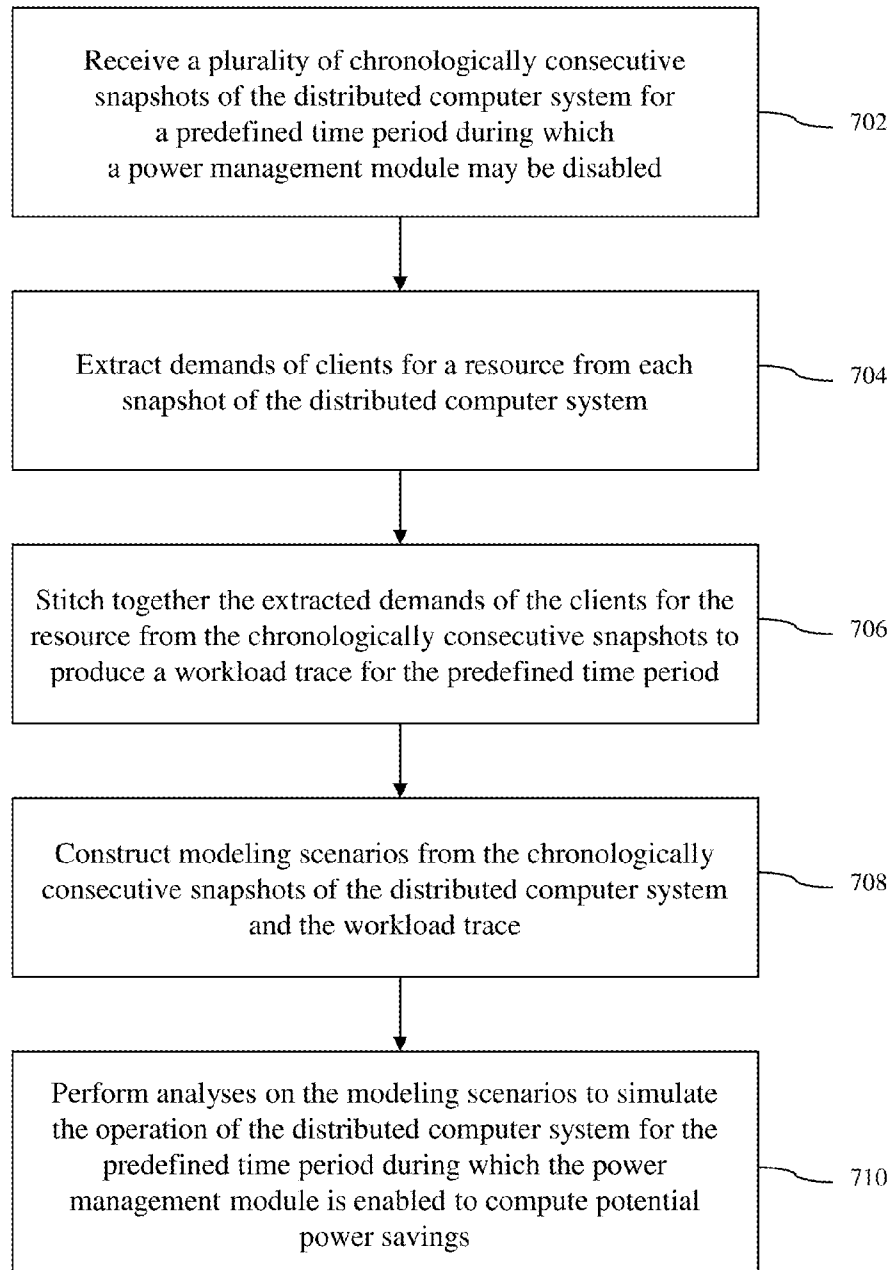 Receive a plurality of chronologically consecutive
snapshots of the distributed computer system for
a predefined time period during which
a power management module may be disabled
702
Extract demands of clients for a resource from each
snapshot of the distributed computer system
704
Stitch together the extracted demands of the clients for the
resource from the chronologically consecutive snapshots to
produce a workload trace for the predefined time period
706
Construct modeling scenarios from the chronologically
consecutive snapshots of the distributed computer system
and the workload trace
708
Perform analyses on the modeling scenarios to simulate
the operation of the distributed computer system for the
predefined time period during which the power
management module is enabled to compute potential
power savings
710